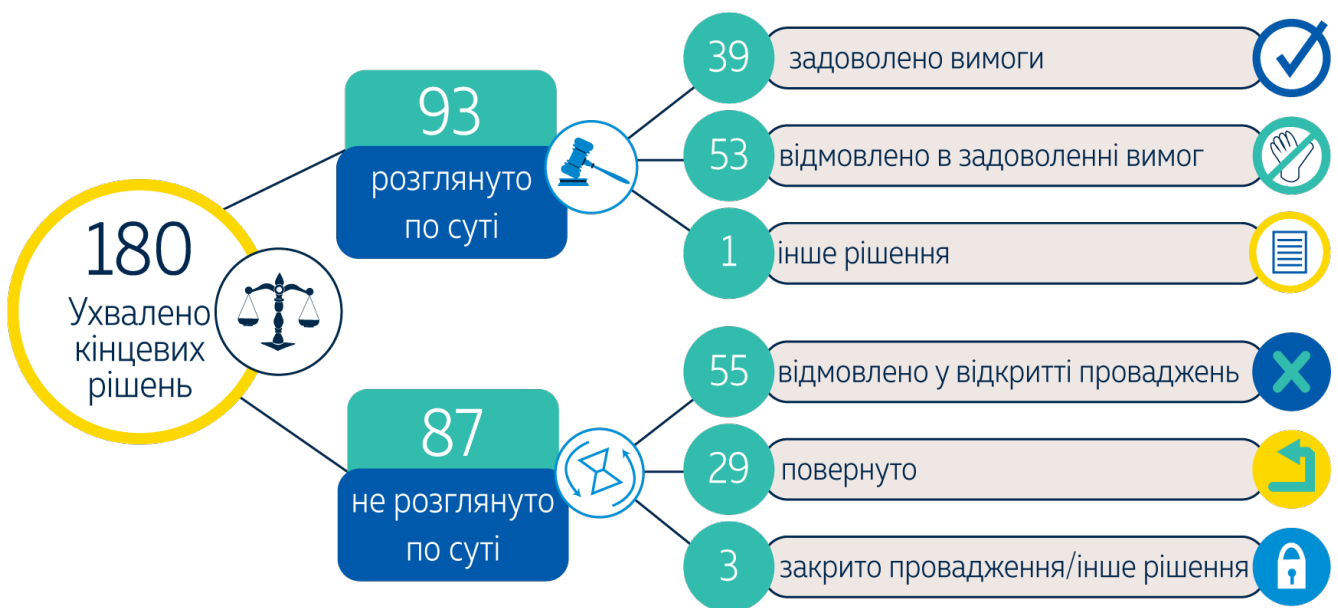 180
Ухвалено
кінцевих
рішень
93
розглянуто
по суті
39
задоволено вимоги
53
відмовлено в задоволенні вимог
1
інше рішення
87
не розглянуто
по суті
55
відмовлено у відкритті проваджень
29
повернуто
3
закрито провадження/інше рішення